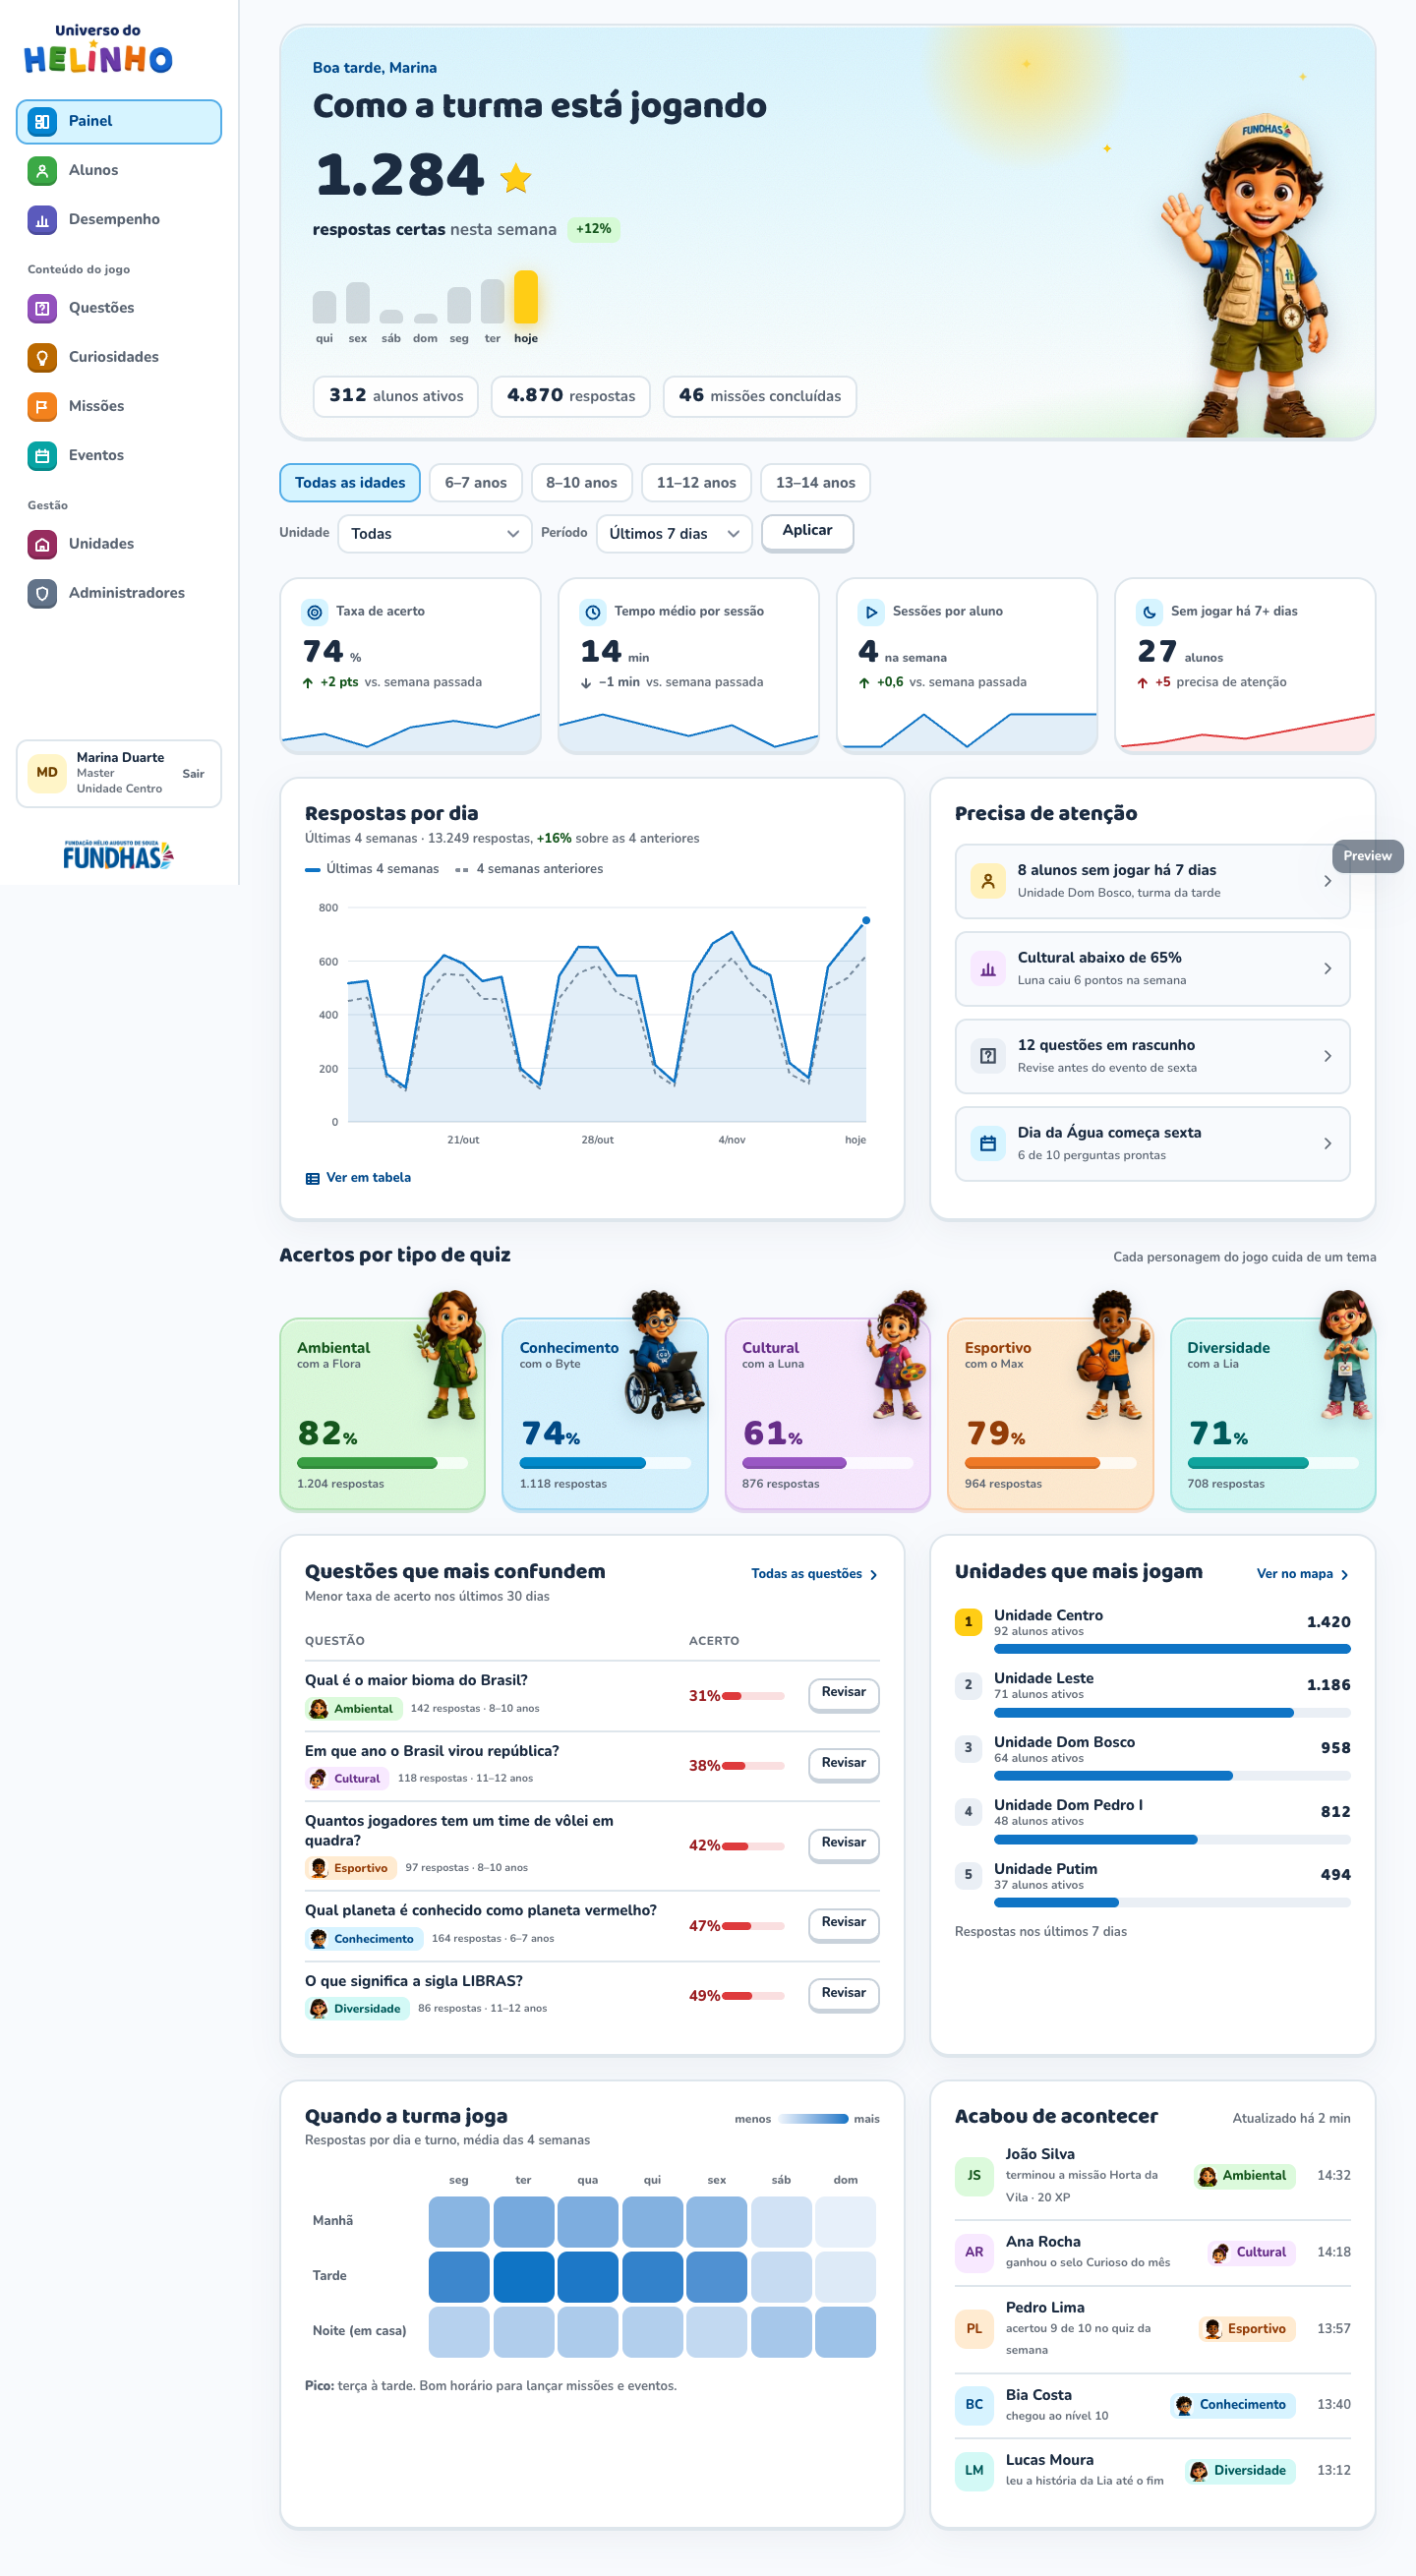 Universo do
HELINHO
Painel
Alunos
Desempenho
Conteúdo do jogo
Questões
Curiosidades
Missões
Eventos
Gestão
Unidades
Administradores
MD
Marina Duarte
Master
Unidade Centro
Sair
FUNDAÇÃO HÉLIO AUGUSTO DE SOUZA
FUNDHAS
Boa tarde, Marina
Como a turma está jogando
1.284
respostas certas nesta semana +12%
qui sex sáb dom seg ter hoje
312 alunos ativos
4.870 respostas
46 missões concluídas
FUNDHAS
Todas as idades
6–7 anos
8–10 anos
11–12 anos
13–14 anos
Unidade Todas Período Últimos 7 dias Aplicar
Taxa de acerto
74 %
+2 pts vs. semana passada
Tempo médio por sessão
14 min
−1 min vs. semana passada
Sessões por aluno
4 na semana
+0,6 vs. semana passada
Sem jogar há 7+ dias
27 alunos
+5 precisa de atenção
Respostas por dia
Últimas 4 semanas · 13.249 respostas, +16% sobre as 4 anteriores
Últimas 4 semanas 4 semanas anteriores
800
600
400
200
0
21/out 28/out 4/nov hoje
Ver em tabela
Precisa de atenção
Preview
8 alunos sem jogar há 7 dias
Unidade Dom Bosco, turma da tarde
Cultural abaixo de 65%
Luna caiu 6 pontos na semana
12 questões em rascunho
Revise antes do evento de sexta
Dia da Água começa sexta
6 de 10 perguntas prontas
Acertos por tipo de quiz
Cada personagem do jogo cuida de um tema
Ambiental
com a Flora
82%
1.204 respostas
Conhecimento
com o Byte
74%
1.118 respostas
Cultural
com a Luna
61%
876 respostas
Esportivo
com o Max
79%
964 respostas
Diversidade
com a Lia
71%
708 respostas
Questões que mais confundem
Todas as questões
Menor taxa de acerto nos últimos 30 dias
QUESTÃO ACERTO
Qual é o maior bioma do Brasil?
Ambiental 142 respostas · 8–10 anos
31%
Revisar
Em que ano o Brasil virou república?
Cultural 118 respostas · 11–12 anos
38%
Revisar
Quantos jogadores tem um time de vôlei em
quadra?
Esportivo 97 respostas · 8–10 anos
42%
Revisar
Qual planeta é conhecido como planeta vermelho?
Conhecimento 164 respostas · 6–7 anos
47%
Revisar
O que significa a sigla LIBRAS?
Diversidade 86 respostas · 11–12 anos
49%
Revisar
Unidades que mais jogam
Ver no mapa
1 Unidade Centro 1.420
92 alunos ativos
2 Unidade Leste 1.186
71 alunos ativos
3 Unidade Dom Bosco 958
64 alunos ativos
4 Unidade Dom Pedro I 812
48 alunos ativos
5 Unidade Putim 494
37 alunos ativos
Respostas nos últimos 7 dias
Quando a turma joga
menos mais
Respostas por dia e turno, média das 4 semanas
seg ter qua qui sex sáb dom
Manhã
Tarde
Noite (em casa)
Pico: terça à tarde. Bom horário para lançar missões e eventos.
Acabou de acontecer
Atualizado há 2 min
JS
João Silva
terminou a missão Horta da
Vila · 20 XP
Ambiental 14:32
AR
Ana Rocha
ganhou o selo Curioso do mês
Cultural 14:18
PL
Pedro Lima
acertou 9 de 10 no quiz da
semana
Esportivo 13:57
BC
Bia Costa
chegou ao nível 10
Conhecimento 13:40
LM
Lucas Moura
leu a história da Lia até o fim
Diversidade 13:12